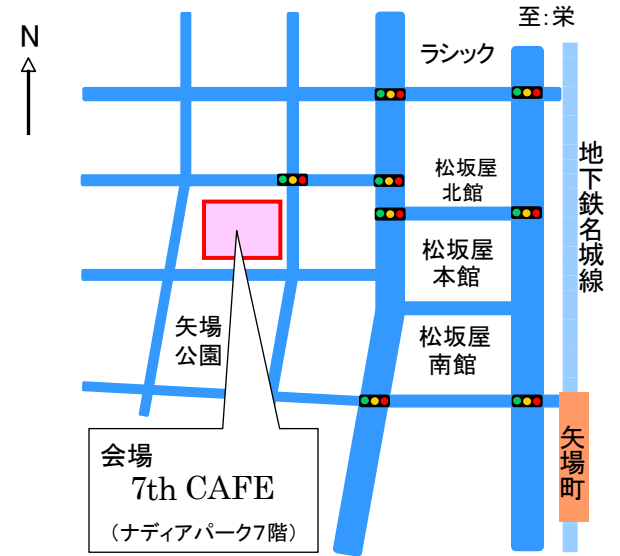 至:栄
N
ラシック
松坂屋
北館
地下鉄名城線
松坂屋
本館
矢場
公園
松坂屋
南館
会場
7th CAFE
(ナディアパーク7階)
矢場町